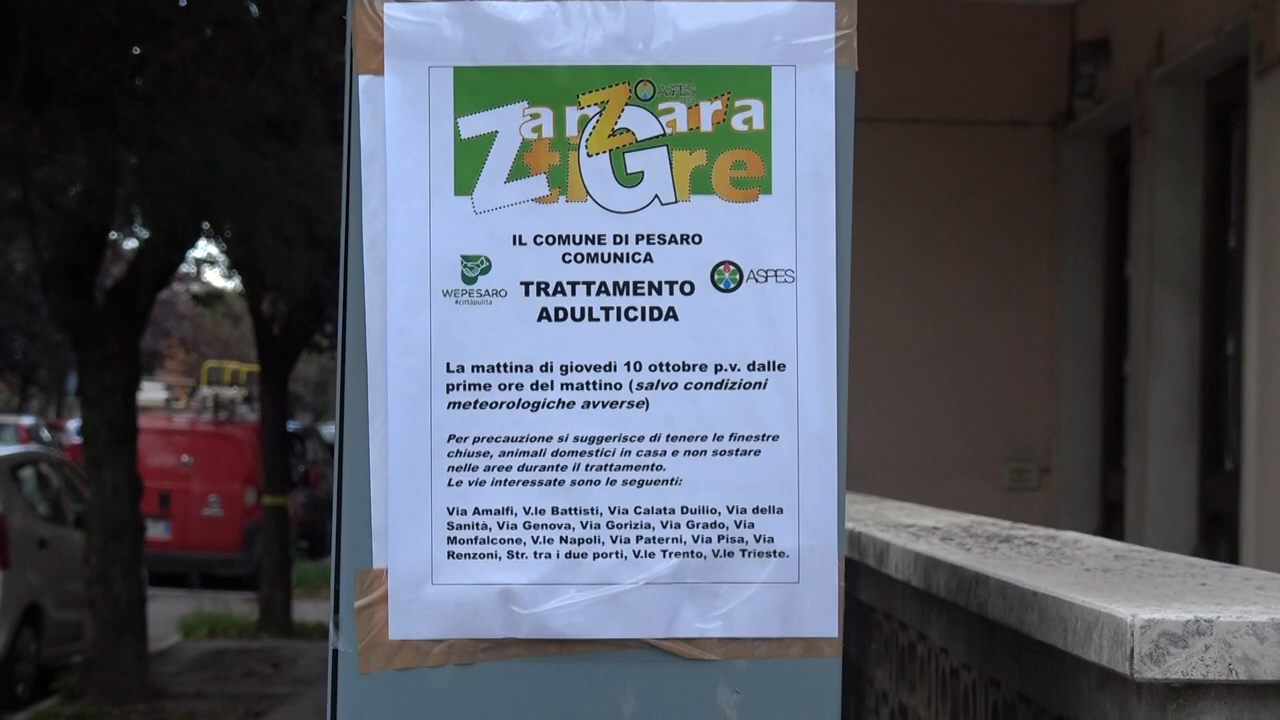 ASPES
Zanzara
tiGre
IL COMUNE DI PESARO
COMUNICA
WEPESARO
#cittàpulita
ASPES
TRATTAMENTO
ADULTICIDA
La mattina di giovedì 10 ottobre p.v. dalle
prime ore del mattino (salvo condizioni
meteorologiche avverse)
Per precauzione si suggerisce di tenere le finestre
chiuse, animali domestici in casa e non sostare
nelle aree durante il trattamento.
Le vie interessate sono le seguenti:
Via Amalfi, V.le Battisti, Via Calata Duilio, Via della
Sanità, Via Genova, Via Gorizia, Via Grado, Via
Monfalcone, V.le Napoli, Via Paterni, Via Pisa, Via
Renzoni, Str. tra i due porti, V.le Trento, V.le Trieste.